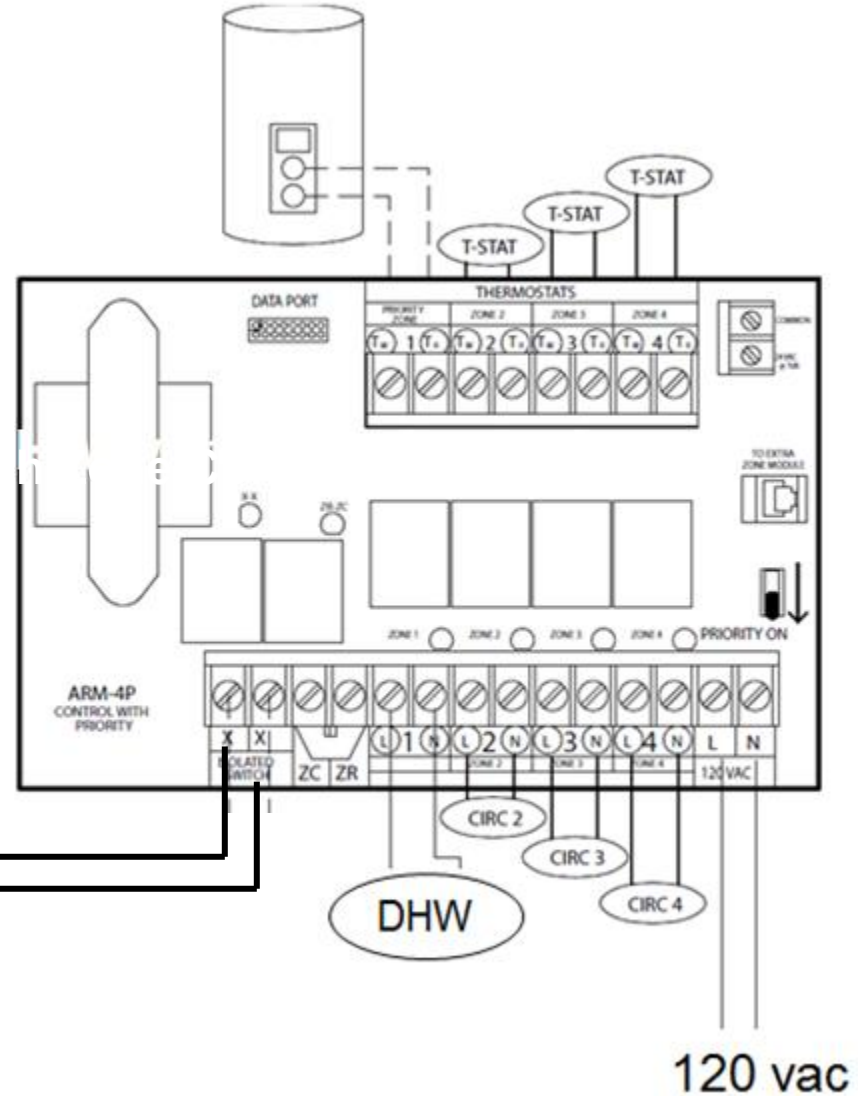 T-STAT
T-STAT
T-STAT
DATA PORT
THERMOSTATS
PRIORITY ZONE
ZONE 2
ZONE 3
ZONE 4
1 2 3 4
COMMON
TO EXTRA
ZONE MODULE
X X
ZR ZC
ZONE 1 ZONE 2 ZONE 3 ZONE 4 PRIORITY ON
ARM-4P
CONTROL WITH
PRIORITY
X X
ISOLATED
SWITCH
ZC ZR
L 1 N L 2 N L 3 N L 4 N L N
ZONE 2 ZONE 3 ZONE 4
120 VAC
CIRC 2
CIRC 3
CIRC 4
DHW
120 vac